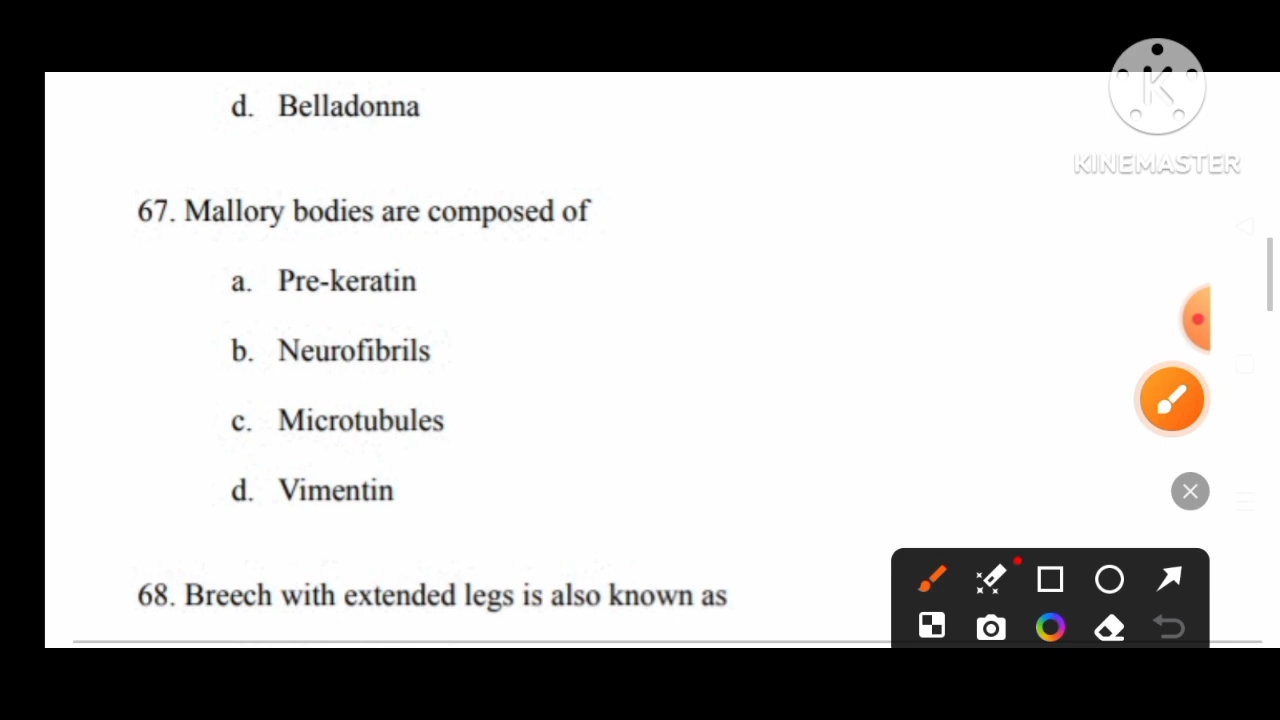 d. Belladonna
KINEMASTER
67. Mallory bodies are composed of
a. Pre-keratin
b. Neurofibrils
c. Microtubules
d. Vimentin
68. Breech with extended legs is also known as